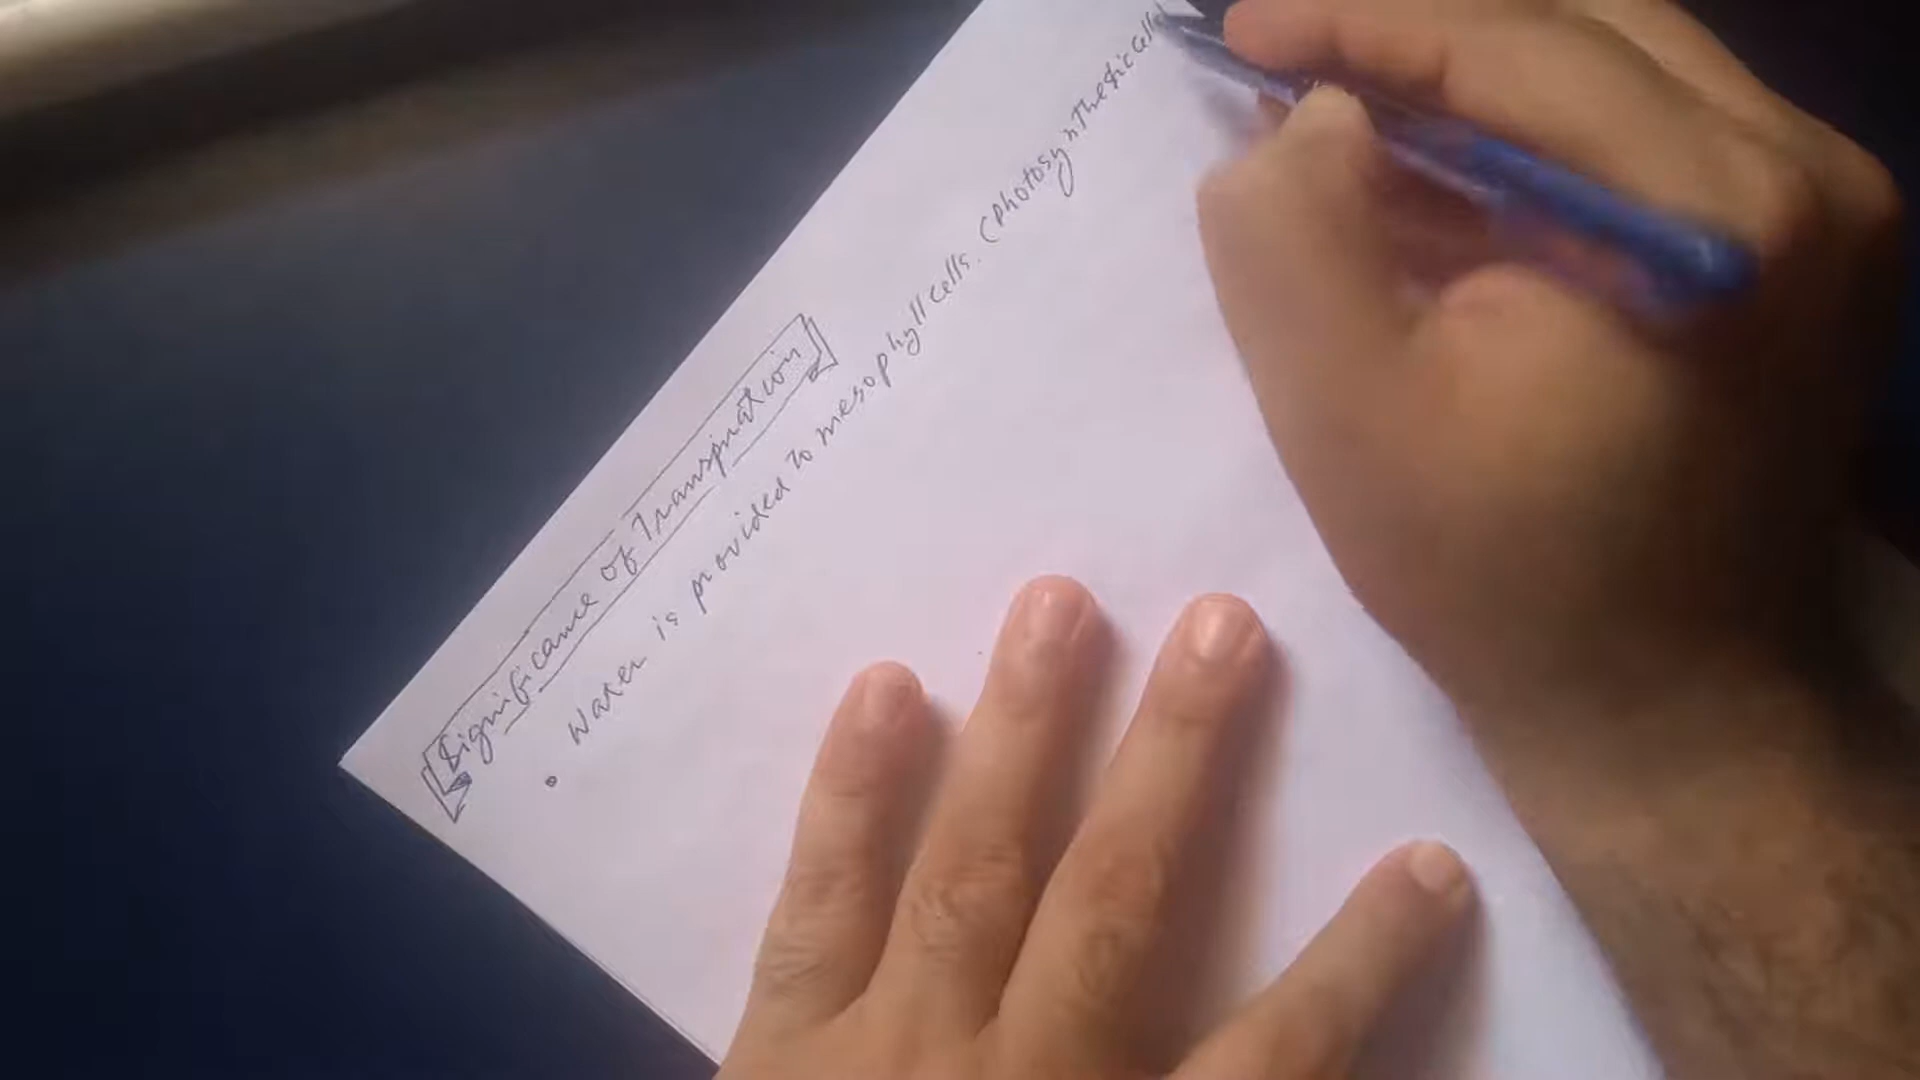 Significance of Transpiration
• Water is provided to mesophyll cells. (Photosynthetic cells